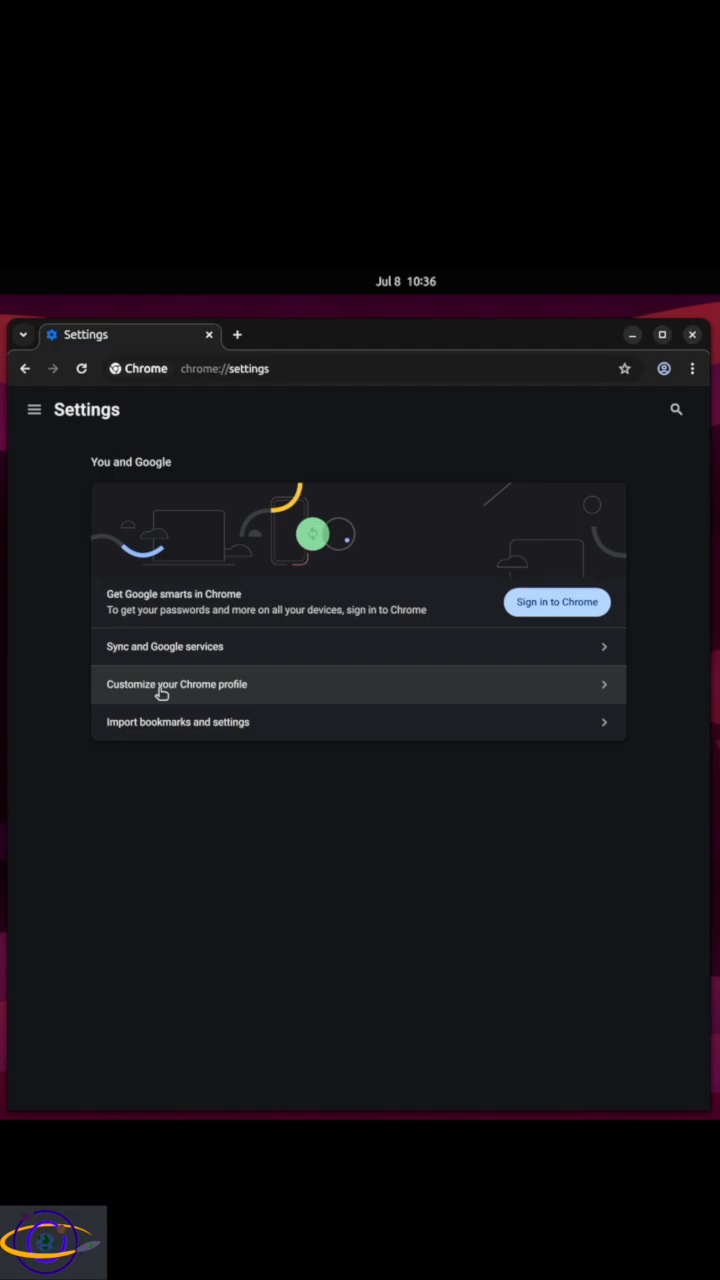 Jul 8 10:36
Settings
Chrome chrome://settings
Settings
You and Google
Get Google smarts in Chrome
To get your passwords and more on all your devices, sign in to Chrome
Sign in to Chrome
Sync and Google services
Customize your Chrome profile
Import bookmarks and settings